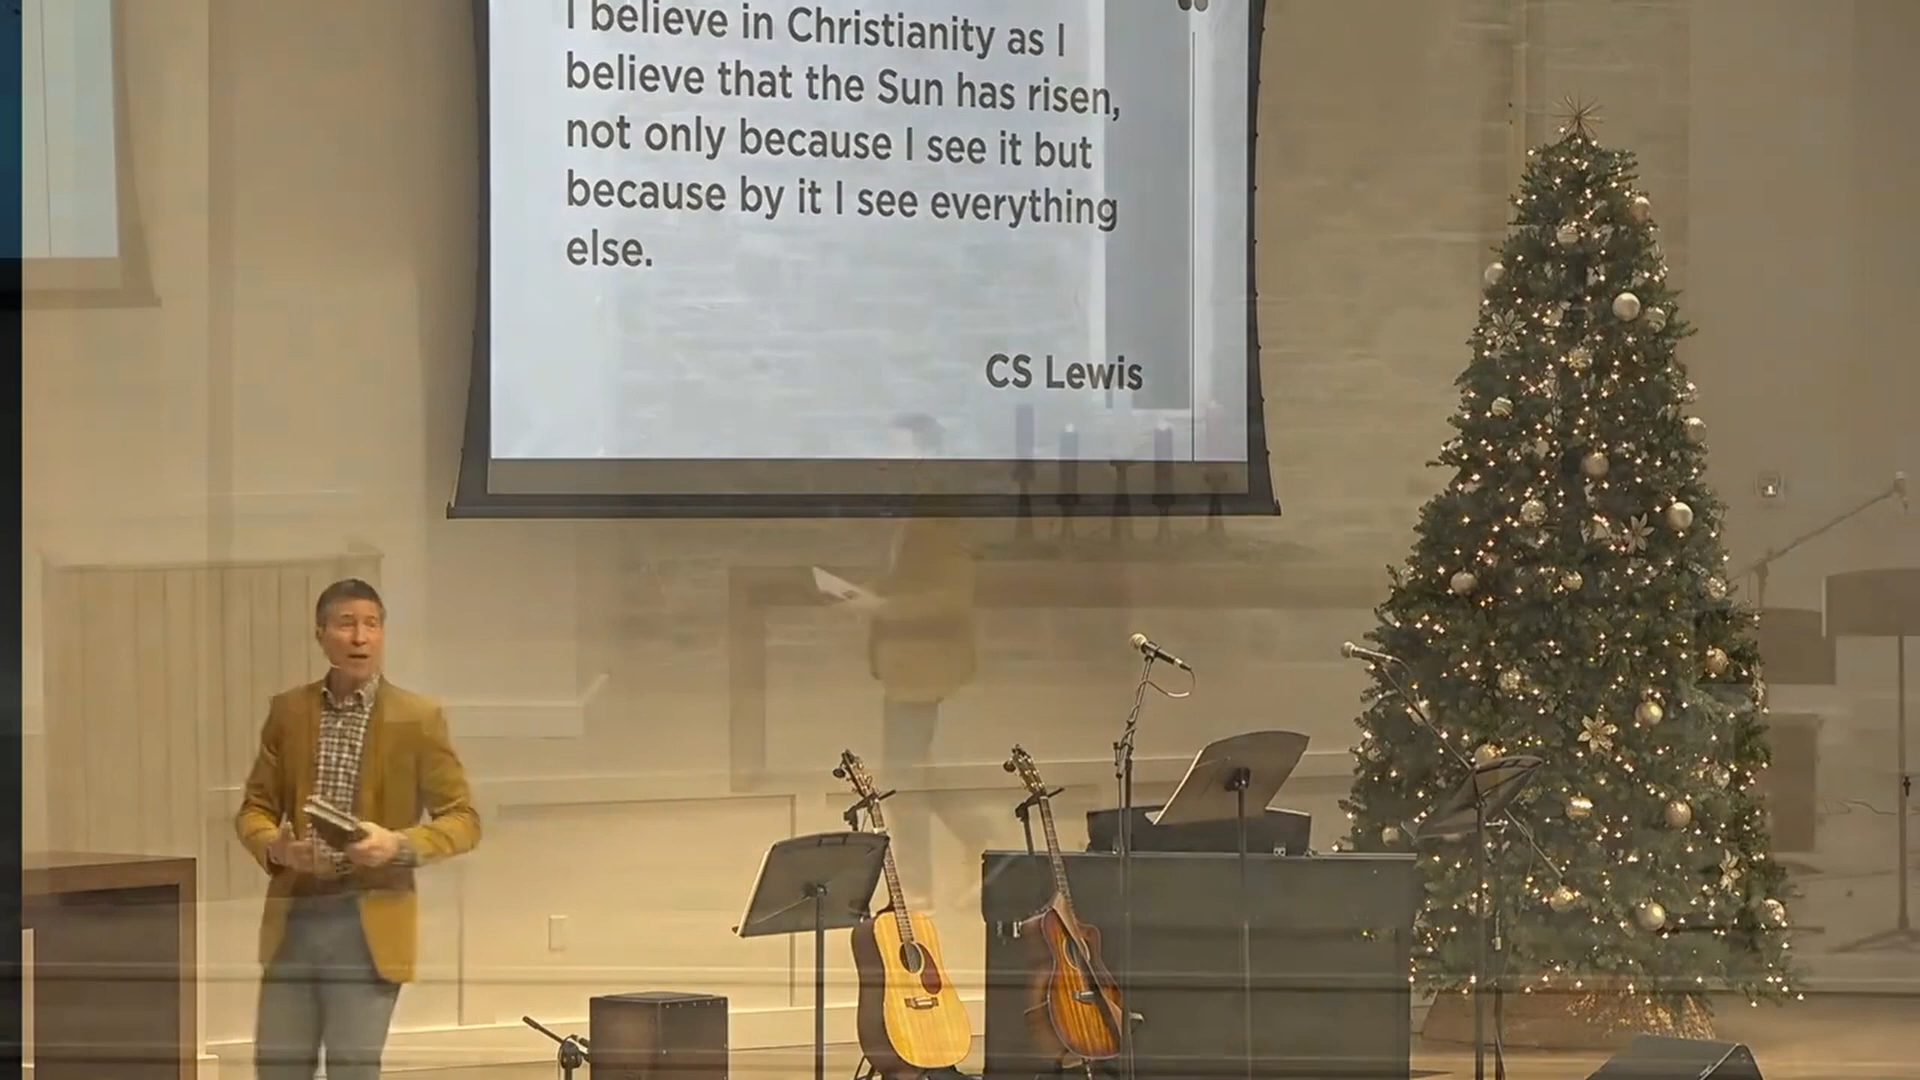 I believe in Christianity as I
believe that the Sun has risen,
not only because I see it but
because by it I see everything
else.
CS Lewis